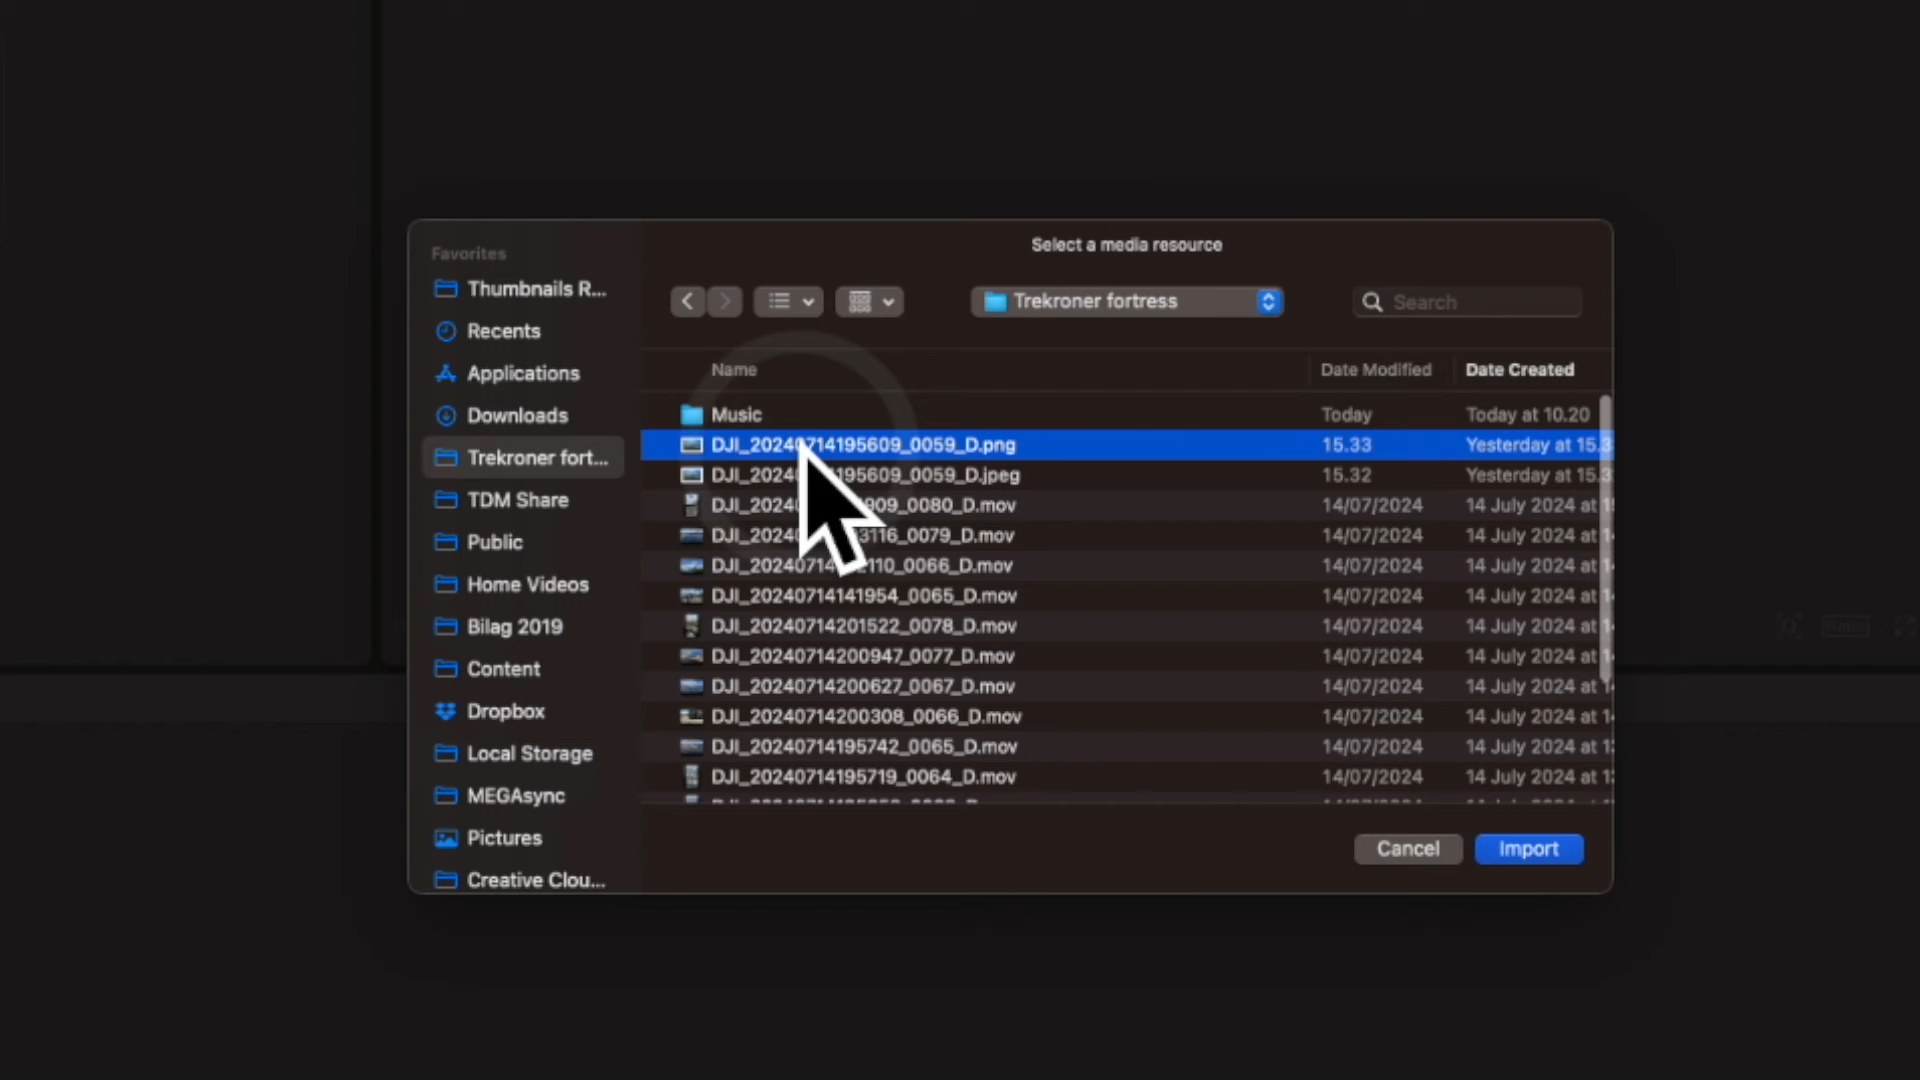 Select a media resource
Favorites
Thumbnails R...
Recents
Applications
Downloads
Trekroner fort...
TDM Share
Public
Home Videos
Bilag 2019
Content
Dropbox
Local Storage
MEGAsync
Pictures
Creative Clou...
Trekroner fortress
Search
Name Date Modified Date Created
Music Today Today at 10.20
DJI_20240714195609_0059_D.png 15.33 Yesterday at 15.3
DJI_202 95609_0059_D.jpeg 15.32 Yesterday at 15.3
DJI_2024 909_0080_D.mov 14/07/2024 14 July 2024 at
DJI_2024 3116_0079_D.mov 14/07/2024 14 July 2024 at
DJI_20240714 2110_0066_D.mov 14/07/2024 14 July 2024 at
DJI_20240714141954_0065_D.mov 14/07/2024 14 July 2024 at
DJI_20240714201522_0078_D.mov 14/07/2024 14 July 2024 at
DJI_20240714200947_0077_D.mov 14/07/2024 14 July 2024 at
DJI_20240714200627_0067_D.mov 14/07/2024 14 July 2024 at
DJI_20240714200308_0066_D.mov 14/07/2024 14 July 2024 at
DJI_20240714195742_0065_D.mov 14/07/2024 14 July 2024 at
DJI_20240714195719_0064_D.mov 14/07/2024 14 July 2024 at
Cancel Import